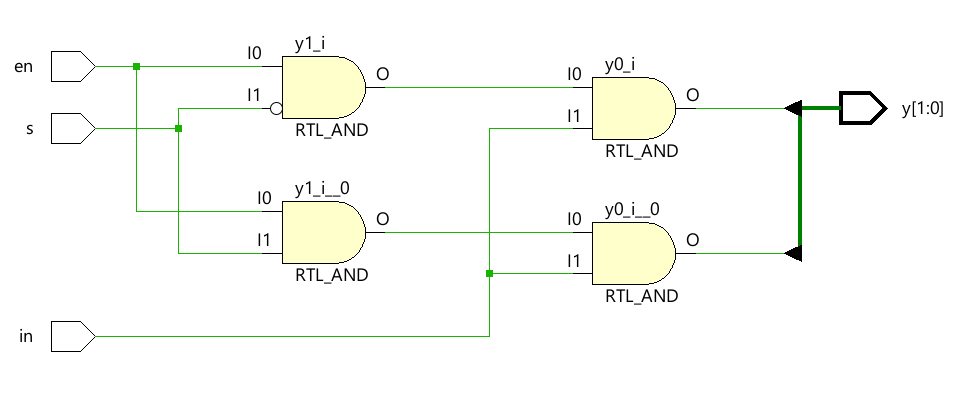 en
s
in
y1_i
I0
I1
O
RTL_AND
y1_i__0
I0
I1
O
RTL_AND
y0_i
I0
I1
O
RTL_AND
y0_i__0
I0
I1
O
RTL_AND
y[1:0]